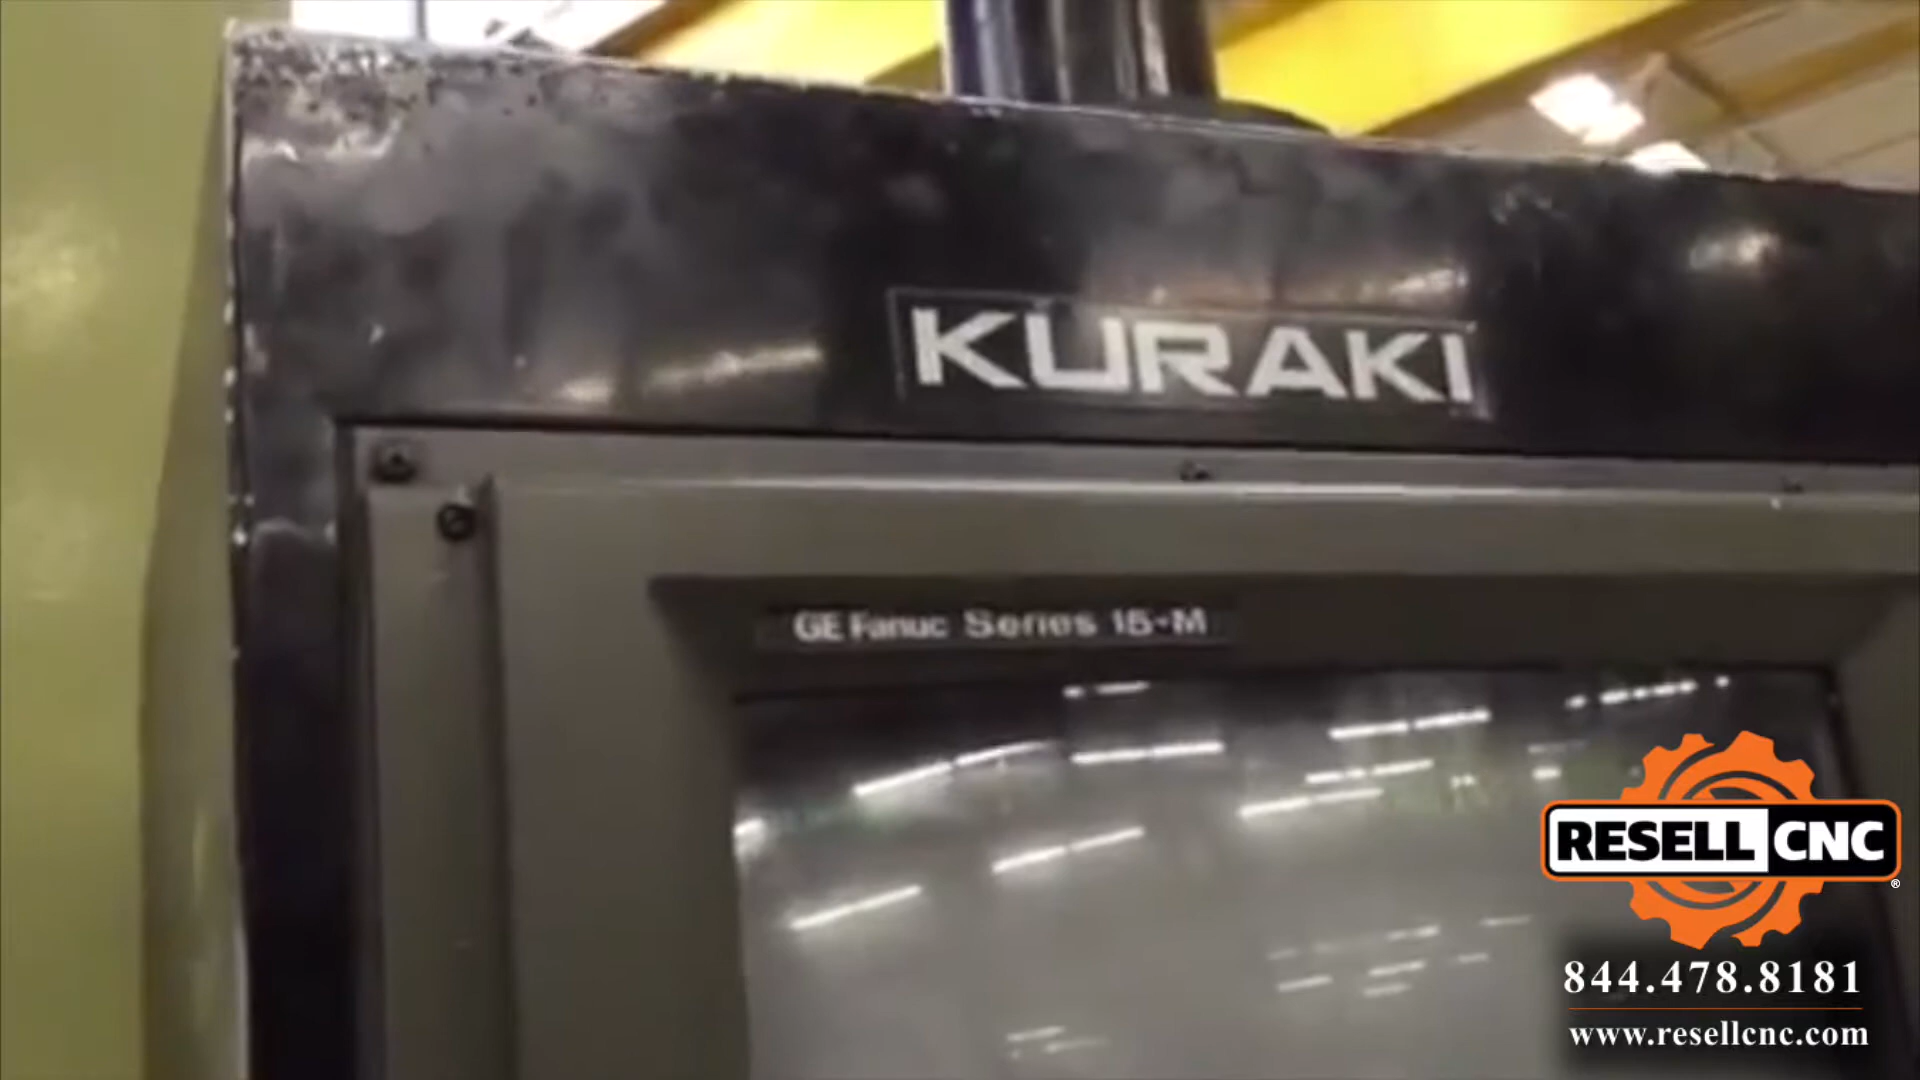 KURAKI
GE Fanuc Series 15-M
RESELL CNC
®
844.478.8181
www.resellcnc.com